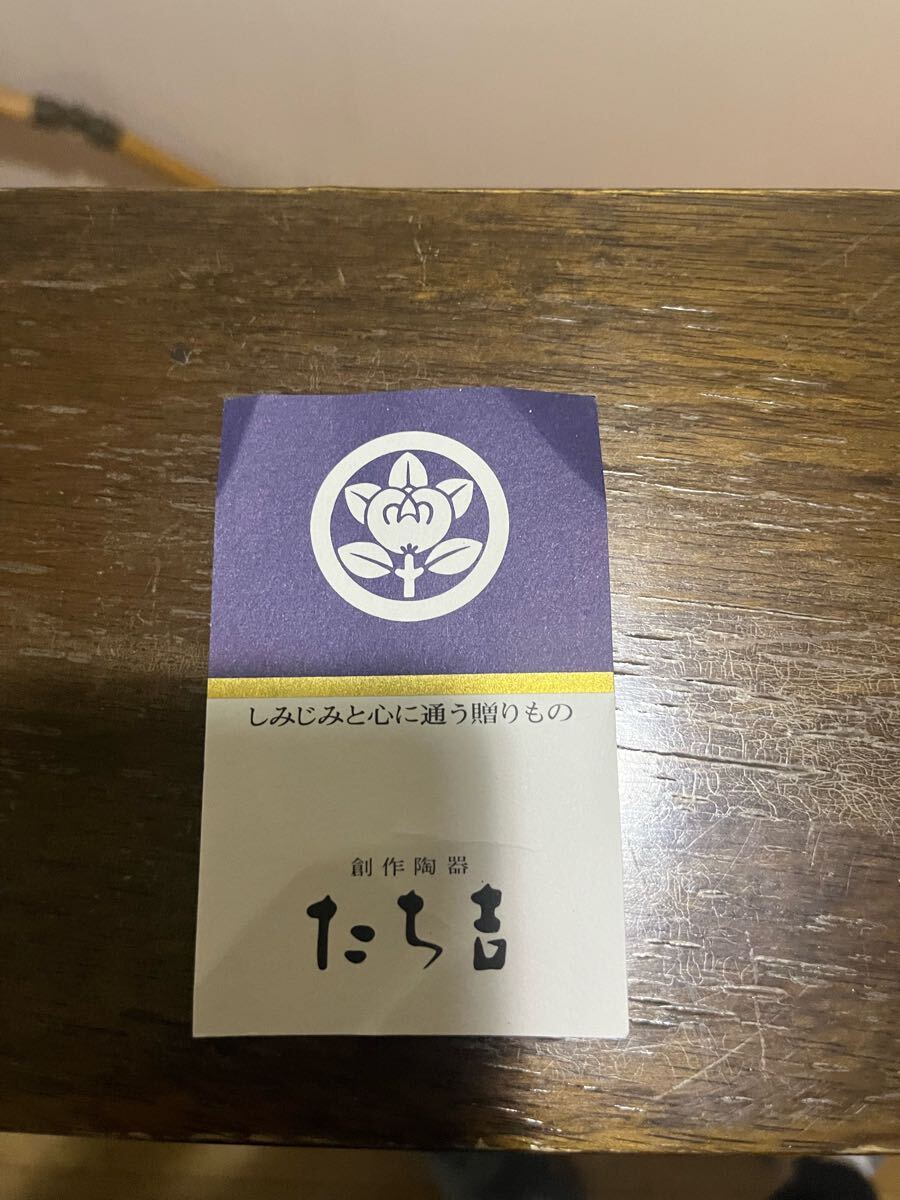 しみじみと心に通う贈りもの
創作陶器
たち吉